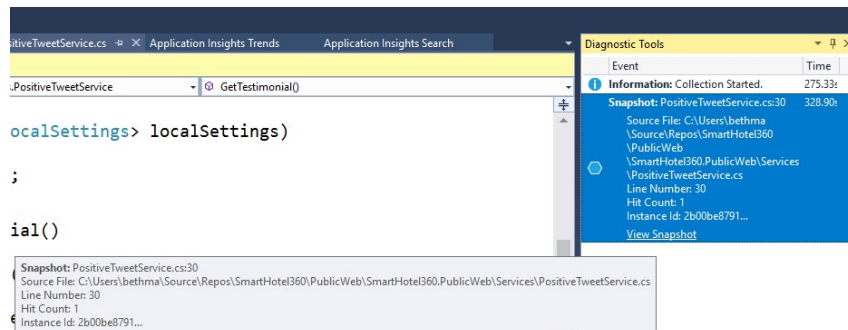 itiveTweetService.cs Application Insights Trends Application Insights Search
Diagnostic Tools
.PositiveTweetService GetTestimonial()
ocalSettings> localSettings)
;
ial()
Event Time
Information: Collection Started. 275.33s
Snapshot: PositiveTweetService.cs:30 328.90s
Source File: C:\Users\bethma
\Source\Repos\SmartHotel360
\PublicWeb
\SmartHotel360.PublicWeb\Services
\PositiveTweetService.cs
Line Number: 30
Hit Count: 1
Instance Id: 2b00be8791...
View Snapshot
Snapshot: PositiveTweetService.cs:30
Source File: C:\Users\bethma\Source\Repos\SmartHotel360\PublicWeb\SmartHotel360.PublicWeb\Services\PositiveTweetService.cs
Line Number: 30
Hit Count: 1
Instance Id: 2b00be8791...